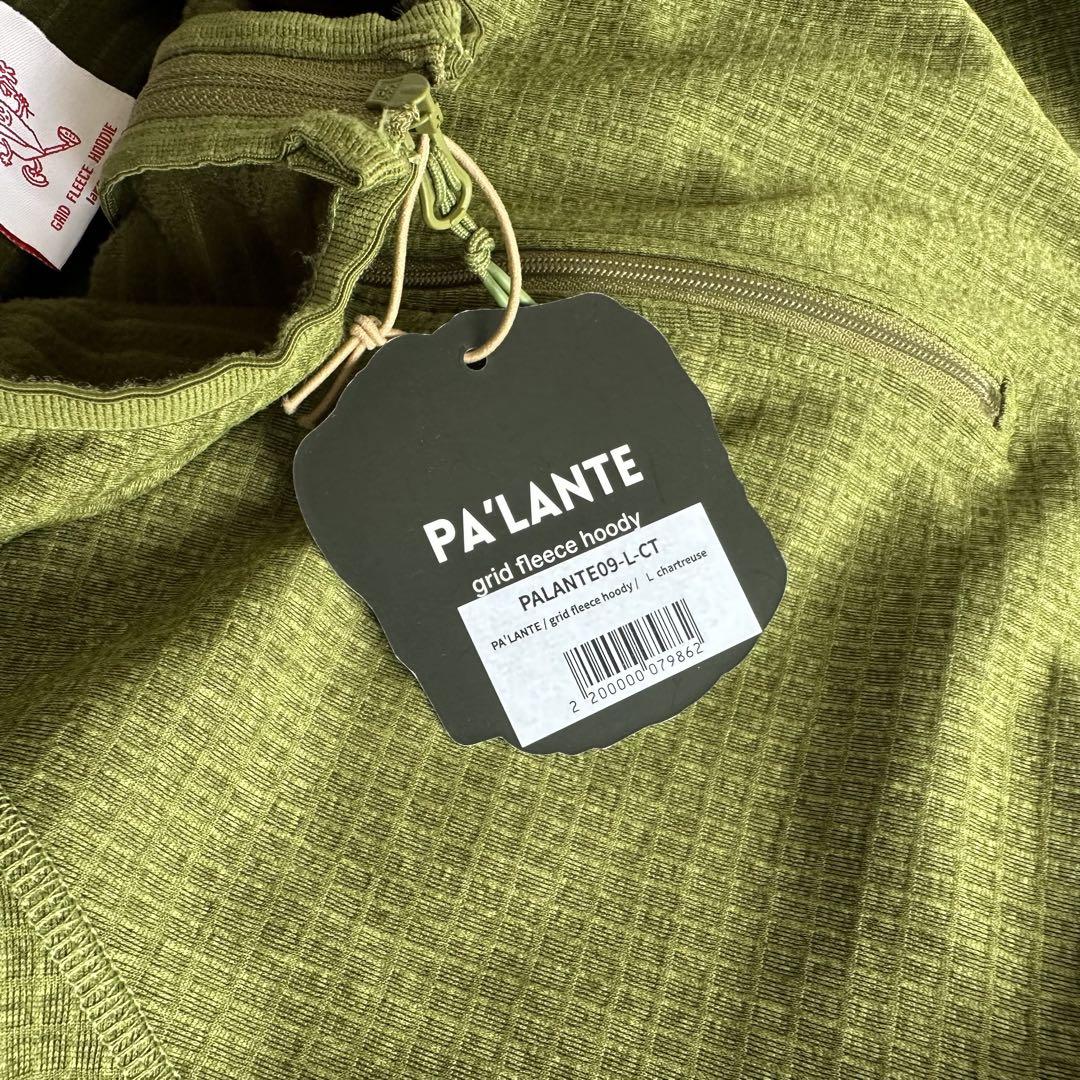 GRID FLEECE HOODIE
PA'LANTE
grid fleece hoody
PALANTE09-L-CT
PA'LANTE / grid fleece hoody / L chartreuse
2 200000 079862